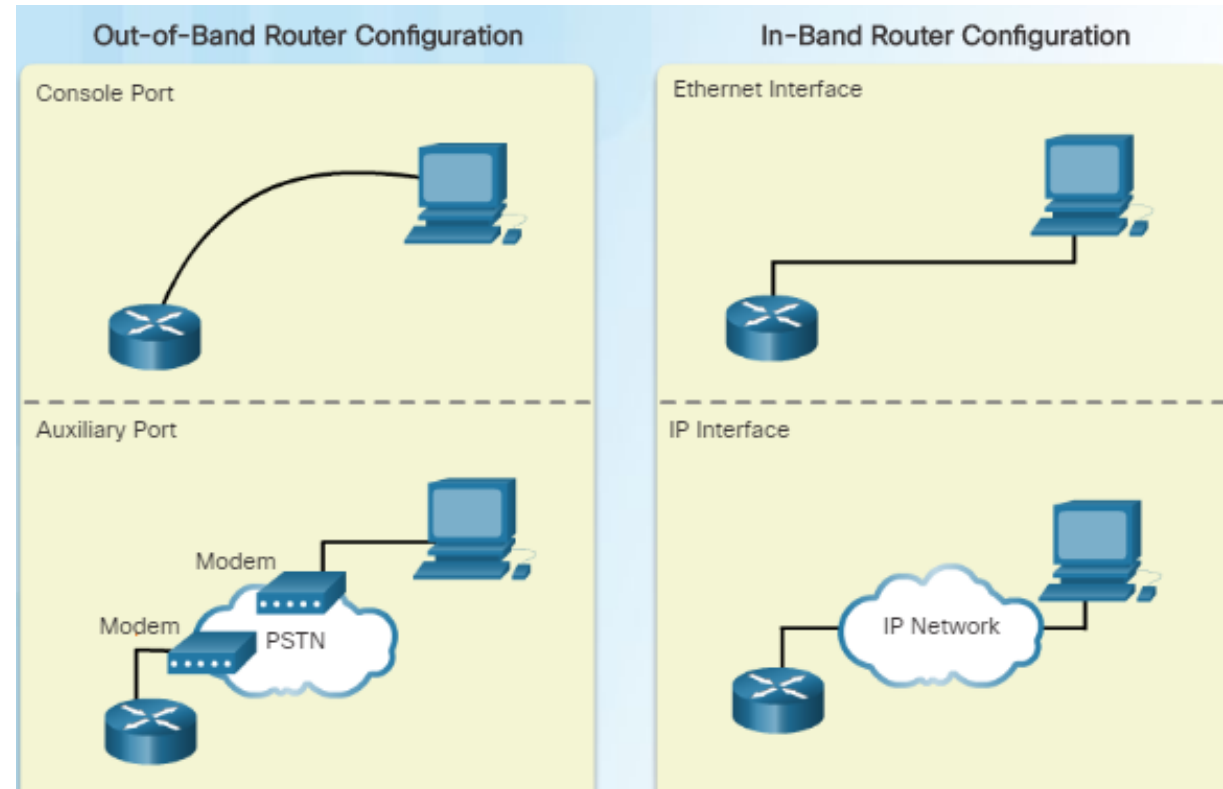 Out-of-Band Router Configuration
Console Port
Auxiliary Port
Modem
Modem
PSTN
In-Band Router Configuration
Ethernet Interface
IP Interface
IP Network